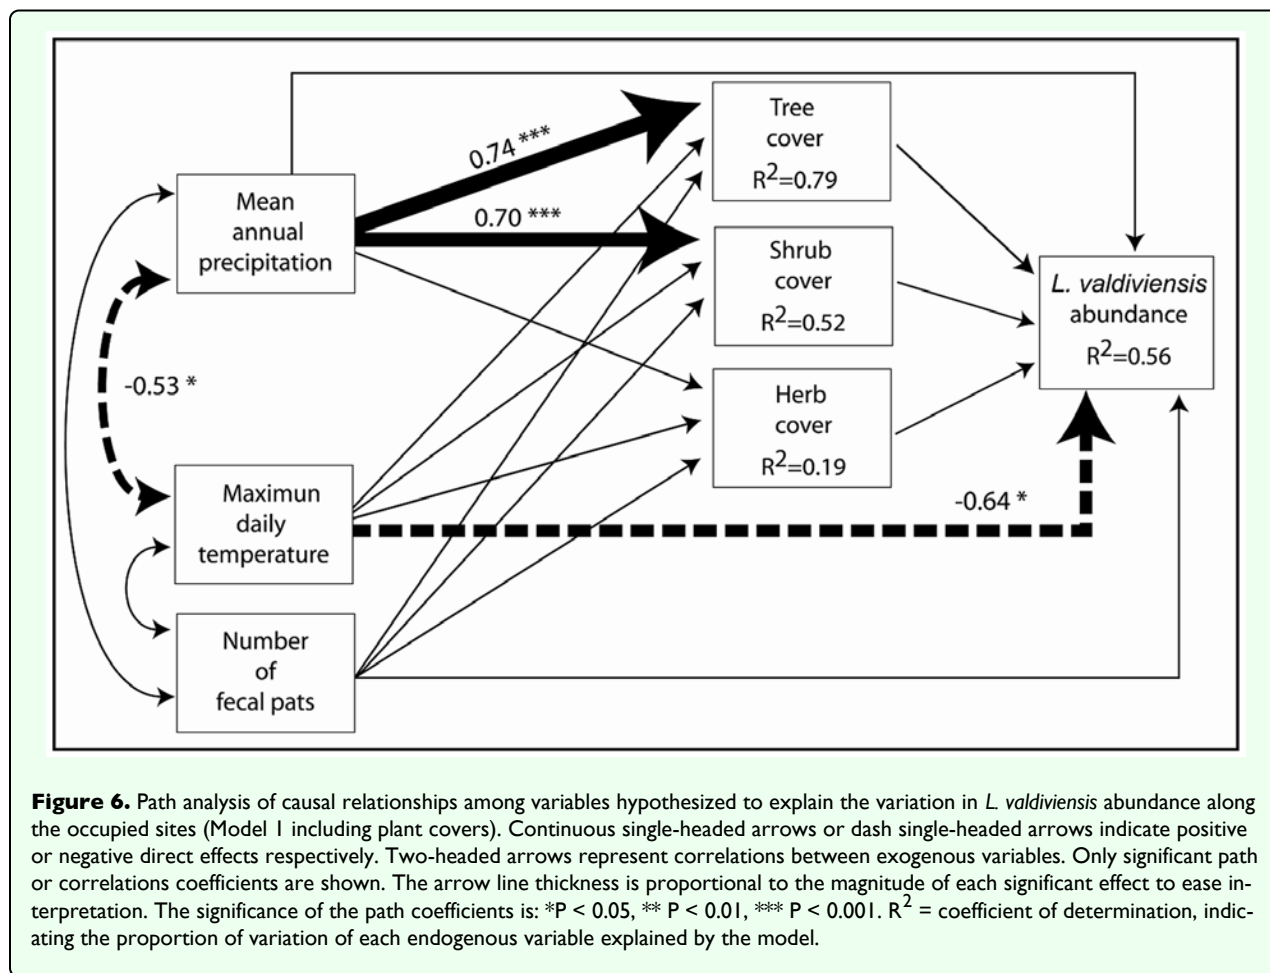 Mean
annual
precipitation
0.74 ***
0.70 ***
-0.53 *
Maximun
daily
temperature
Number
of
fecal pats
Tree
cover
R²=0.79
Shrub
cover
R²=0.52
Herb
cover
R²=0.19
-0.64 *
L. valdiviensis
abundance
R²=0.56
Figure 6. Path analysis of causal relationships among variables hypothesized to explain the variation in L. valdiviensis abundance along
the occupied sites (Model 1 including plant covers). Continuous single-headed arrows or dash single-headed arrows indicate positive
or negative direct effects respectively. Two-headed arrows represent correlations between exogenous variables. Only significant path
or correlations coefficients are shown. The arrow line thickness is proportional to the magnitude of each significant effect to ease in-
terpretation. The significance of the path coefficients is: *P < 0.05, ** P < 0.01, *** P < 0.001. R² = coefficient of determination, indic-
ating the proportion of variation of each endogenous variable explained by the model.